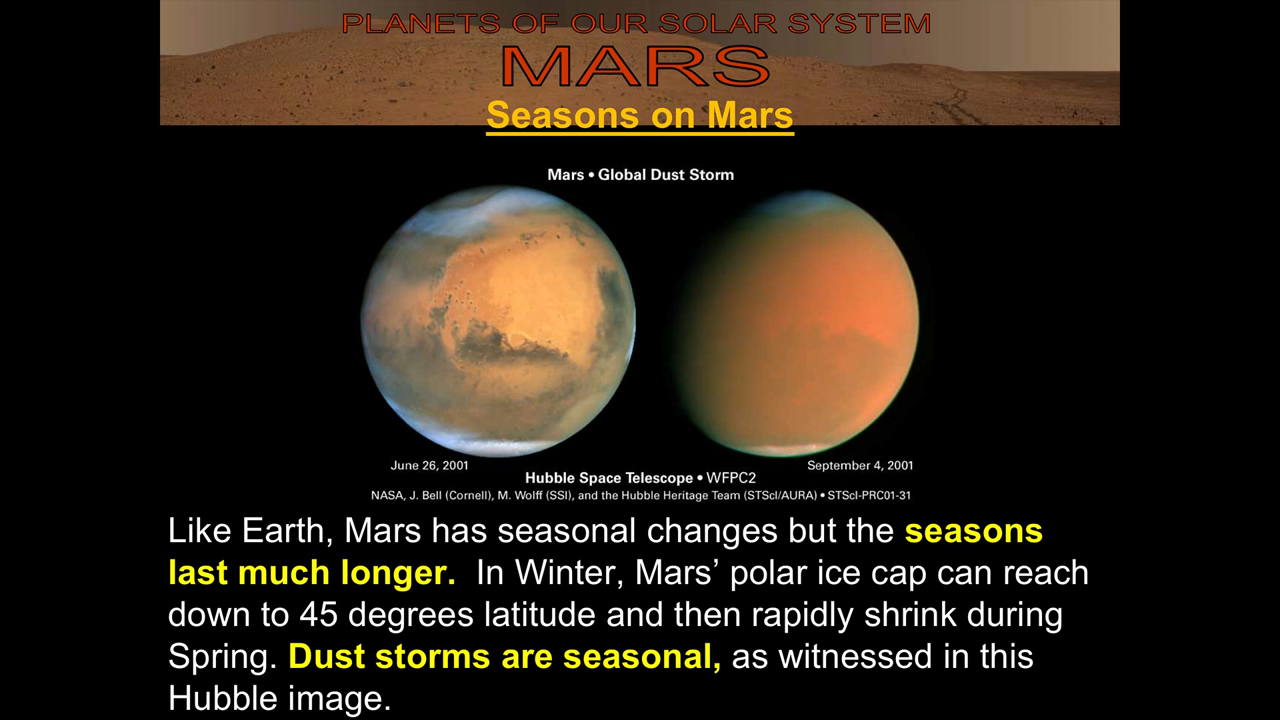 PLANETS OF OUR SOLAR SYSTEM
MARS
Seasons on Mars
Mars • Global Dust Storm
June 26, 2001
September 4, 2001
Hubble Space Telescope • WFPC2
NASA, J. Bell (Cornell), M. Wolff (SSI), and the Hubble Heritage Team (STScI/AURA) • STScI-PRC01-31
Like Earth, Mars has seasonal changes but the seasons
last much longer.  In Winter, Mars’ polar ice cap can reach
down to 45 degrees latitude and then rapidly shrink during
Spring. Dust storms are seasonal, as witnessed in this
Hubble image.